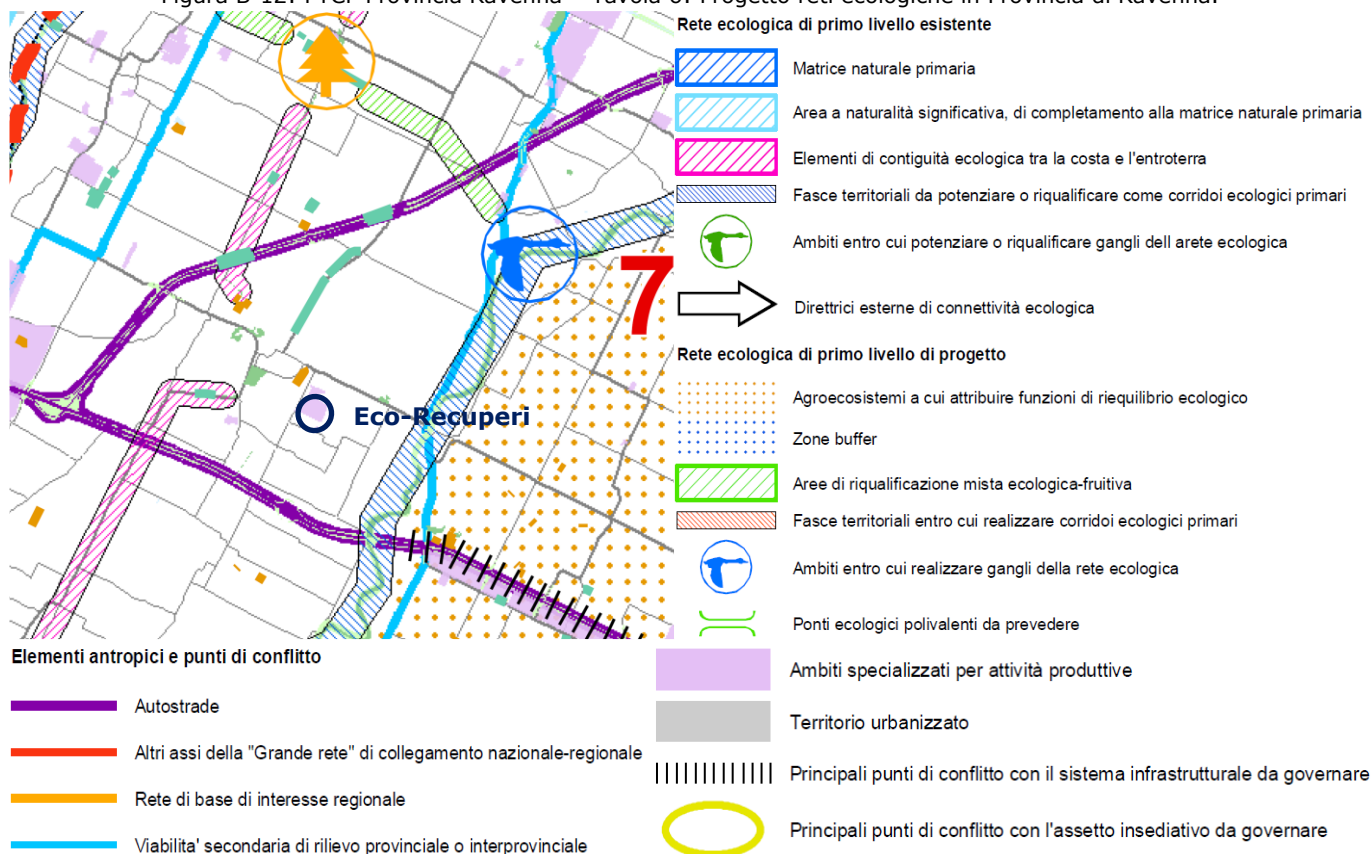 Rete ecologica di primo livello esistente
Matrice naturale primaria
Area a naturalità significativa, di completamento alla matrice naturale primaria
Elementi di contiguità ecologica tra la costa e l'entroterra
Fasce territoriali da potenziare o riqualificare come corridoi ecologici primari
Ambiti entro cui potenziare o riqualificare gangli dell arete ecologica
Direttrici esterne di connettività ecologica
7
Rete ecologica di primo livello di progetto
Agroecosistemi a cui attribuire funzioni di riequilibrio ecologico
Eco-Recuperi
Zone buffer
Aree di riqualificazione mista ecologica-fruitiva
Fasce territoriali entro cui realizzare corridoi ecologici primari
Ambiti entro cui realizzare gangli della rete ecologica
Ponti ecologici polivalenti da prevedere
Elementi antropici e punti di conflitto
Autostrade
Altri assi della "Grande rete" di collegamento nazionale-regionale
Rete di base di interesse regionale
Viabilita' secondaria di rilievo provinciale o interprovinciale
Ambiti specializzati per attività produttive
Territorio urbanizzato
Principali punti di conflitto con il sistema infrastrutturale da governare
Principali punti di conflitto con l'assetto insediativo da governare